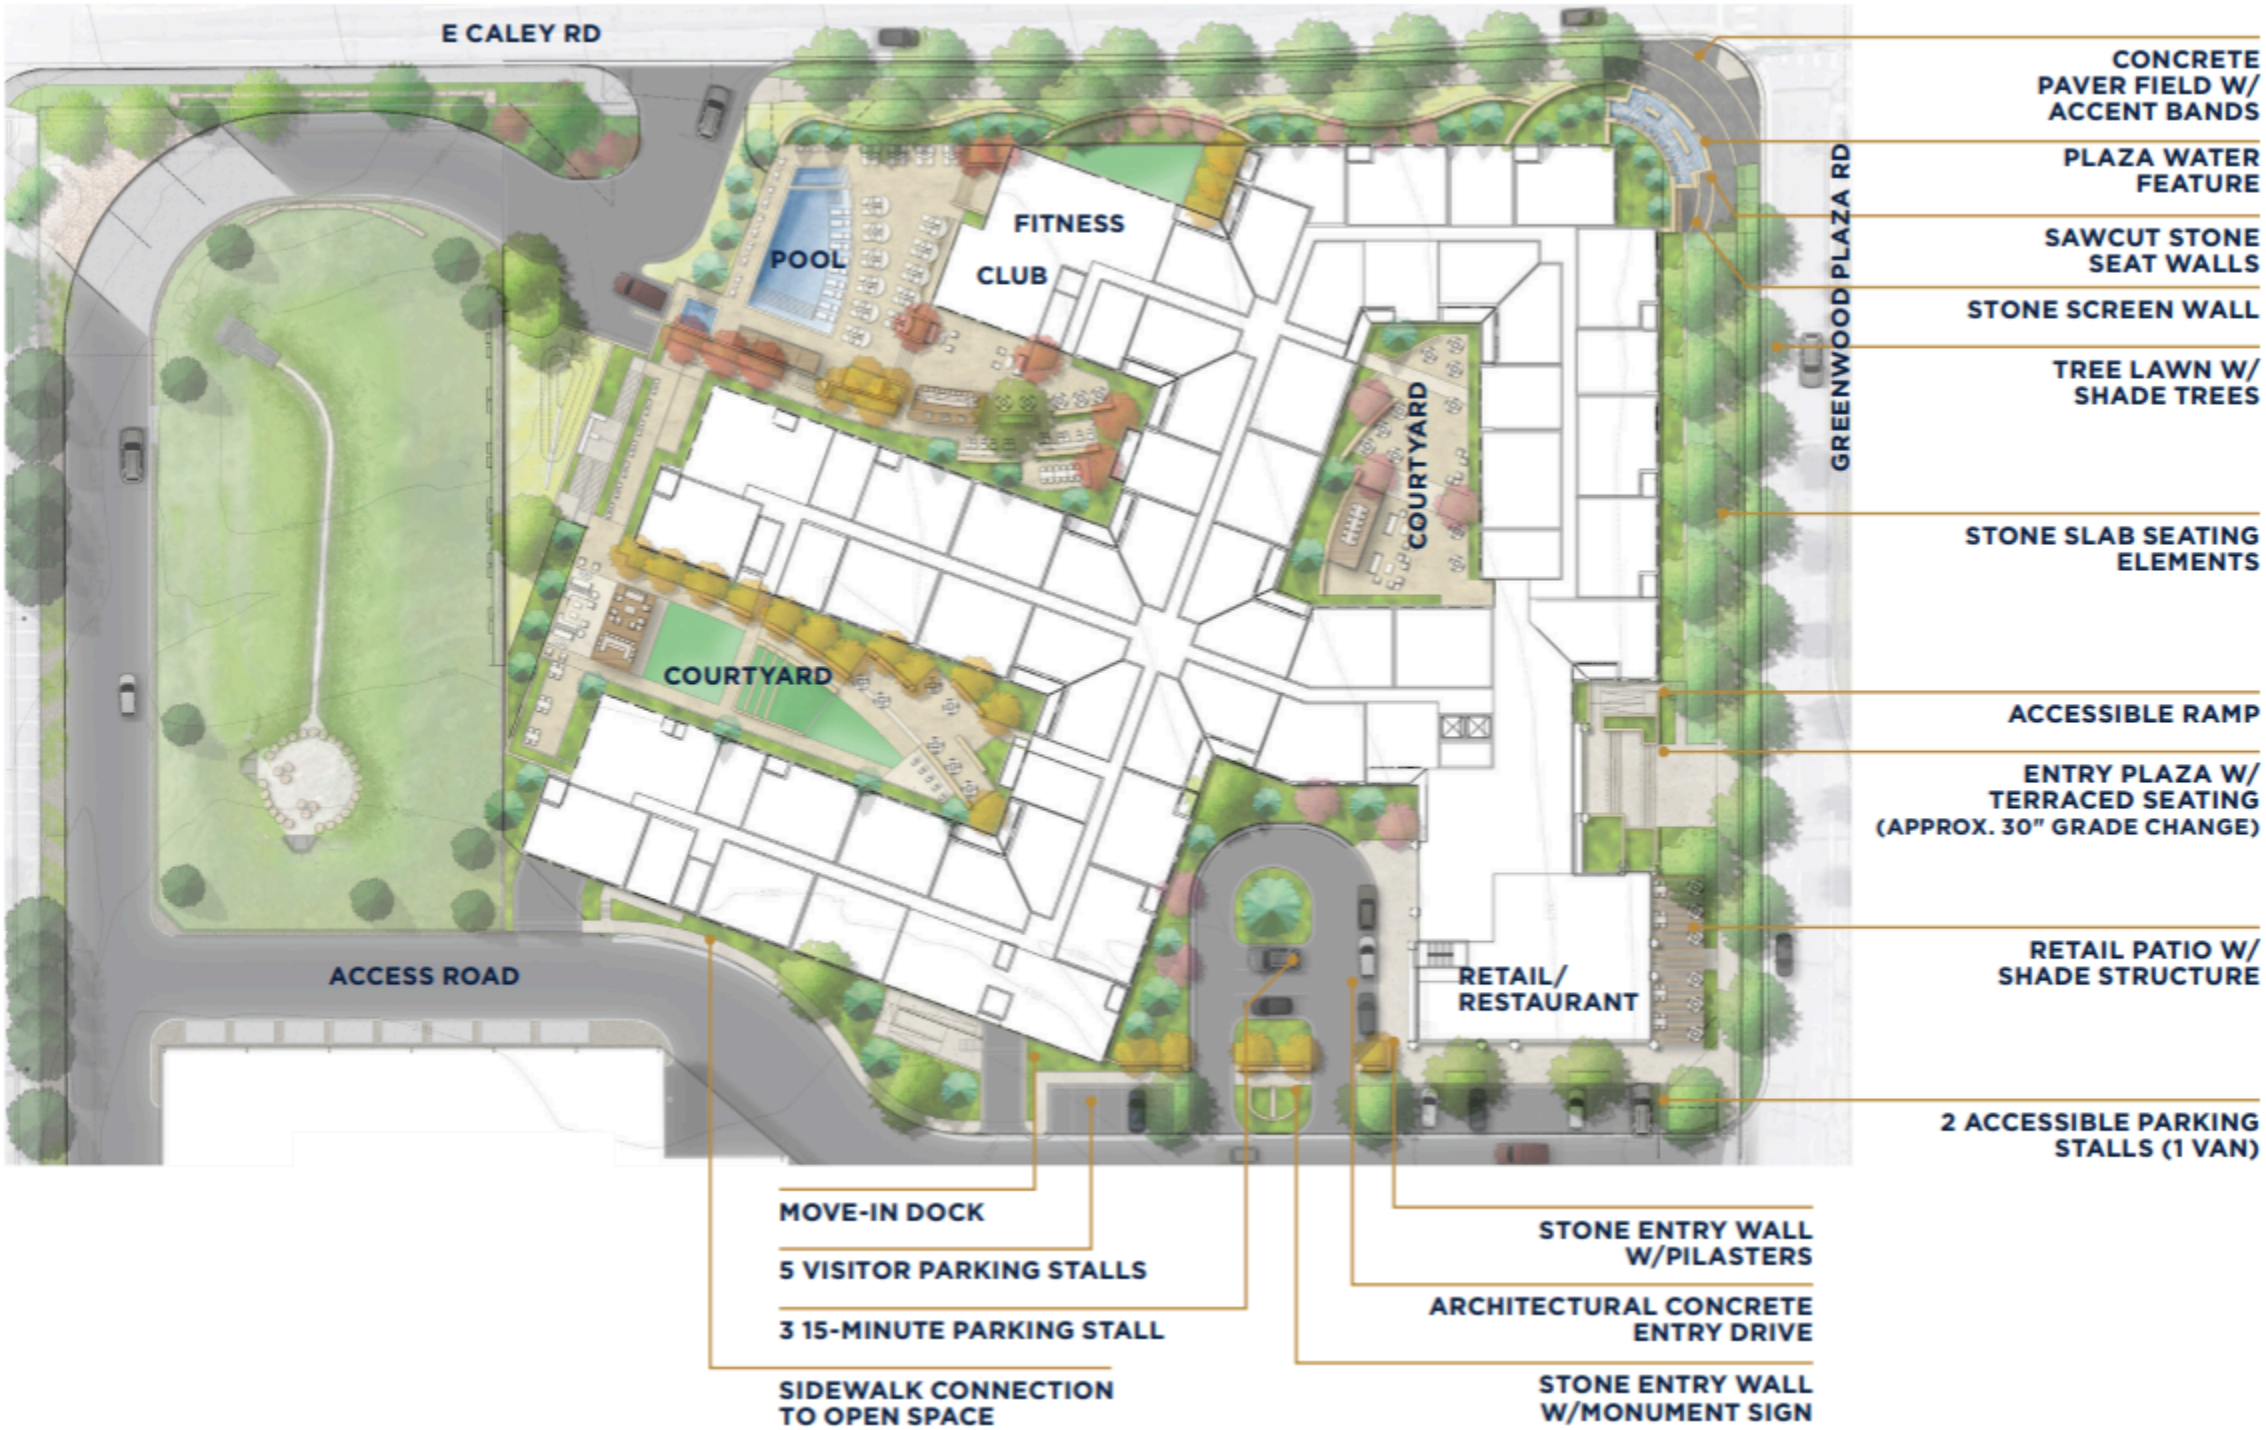 E CALEY RD
CONCRETE
PAVER FIELD W/
ACCENT BANDS
PLAZA WATER
FEATURE
SAWCUT STONE
SEAT WALLS
STONE SCREEN WALL
TREE LAWN W/
SHADE TREES
STONE SLAB SEATING
ELEMENTS
ACCESSIBLE RAMP
ENTRY PLAZA W/
TERRACED SEATING
(APPROX. 30" GRADE CHANGE)
RETAIL PATIO W/
SHADE STRUCTURE
2 ACCESSIBLE PARKING
STALLS (1 VAN)
GREENWOOD PLAZA RD
FITNESS
CLUB
POOL
COURTYARD
COURTYARD
ACCESS ROAD
RETAIL/
RESTAURANT
MOVE-IN DOCK
5 VISITOR PARKING STALLS
3 15-MINUTE PARKING STALL
SIDEWALK CONNECTION
TO OPEN SPACE
STONE ENTRY WALL
W/PILASTERS
ARCHITECTURAL CONCRETE
ENTRY DRIVE
STONE ENTRY WALL
W/MONUMENT SIGN